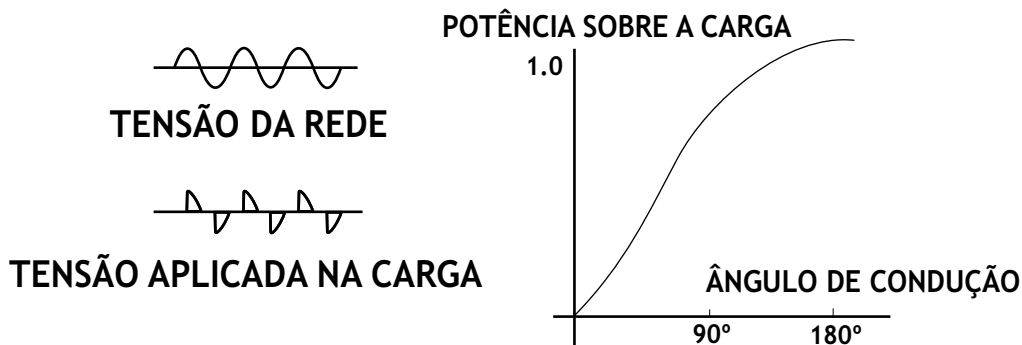 POTÊNCIA SOBRE A CARGA
1.0
TENSÃO DA REDE
TENSÃO APLICADA NA CARGA
ÂNGULO DE CONDUÇÃO
90º
180º